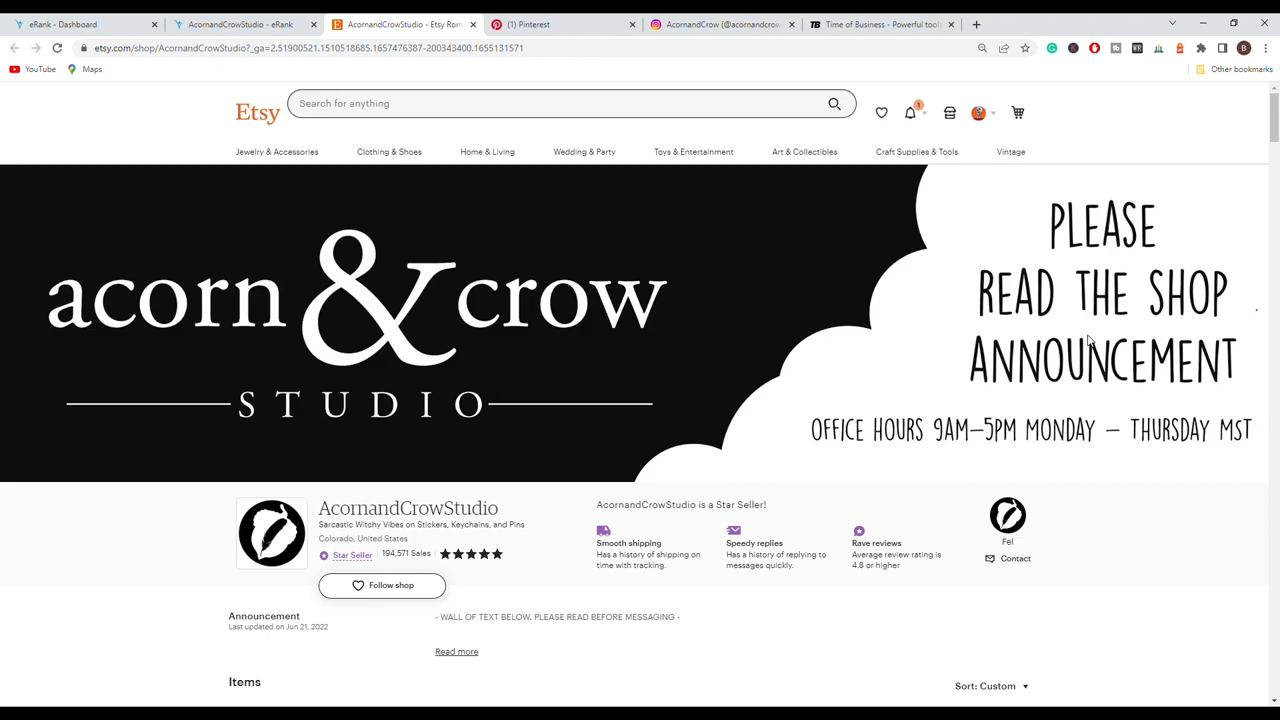 eRank - Dashboard
AcornandCrowStudio - eRank
AcornandCrowStudio - Etsy Rom
(1) Pinterest
AcornandCrow (@acornandcrow
Time of Business - Powerful tool
etsy.com/shop/AcornandCrowStudio?_ga=2.51900521.1510518685.1657476387-200343400.1655131571
YouTube
Maps
Other bookmarks
Etsy
Search for anything
1
Jewelry & Accessories
Clothing & Shoes
Home & Living
Wedding & Party
Toys & Entertainment
Art & Collectibles
Craft Supplies & Tools
Vintage
acorn & crow
STUDIO
PLEASE
READ THE SHOP
ANNOUNCEMENT
OFFICE HOURS 9AM-5PM MONDAY - THURSDAY MST
AcornandCrowStudio
Sarcastic Witchy Vibes on Stickers, Keychains, and Pins
Colorado, United States
Star Seller
194,571 Sales
Follow shop
AcornandCrowStudio is a Star Seller!
Smooth shipping
Has a history of shipping on
time with tracking.
Speedy replies
Has a history of replying to
messages quickly.
Rave reviews
Average review rating is
4.8 or higher
Fel
Contact
Announcement
Last updated on Jun 21, 2022
- WALL OF TEXT BELOW. PLEASE READ BEFORE MESSAGING -
Read more
Items
Sort: Custom